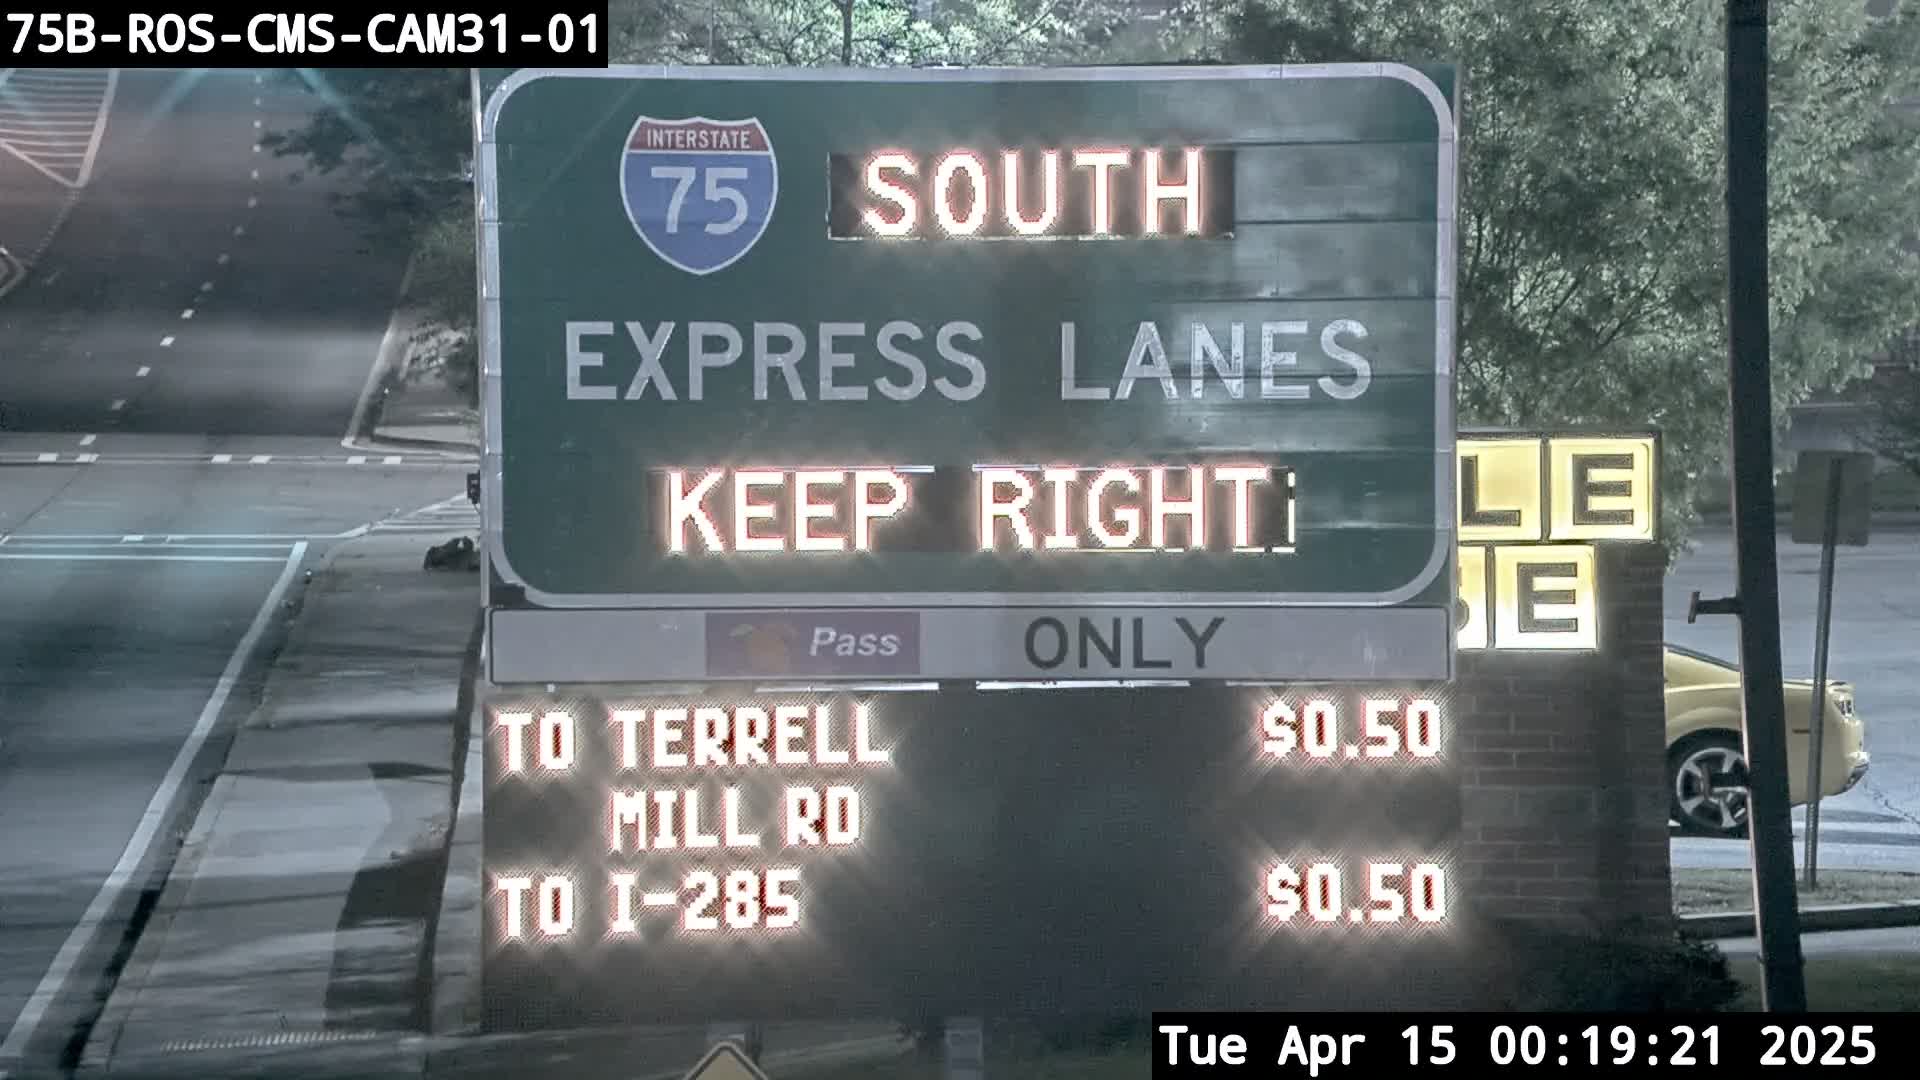 75B-ROS-CMS-CAM31-01
INTERSTATE
75
SOUTH
EXPRESS LANES
KEEP RIGHT
Pass ONLY
TO TERRELL $0.50
MILL RD
TO I-285 $0.50
LE
E
Tue Apr 15 00:19:21 2025